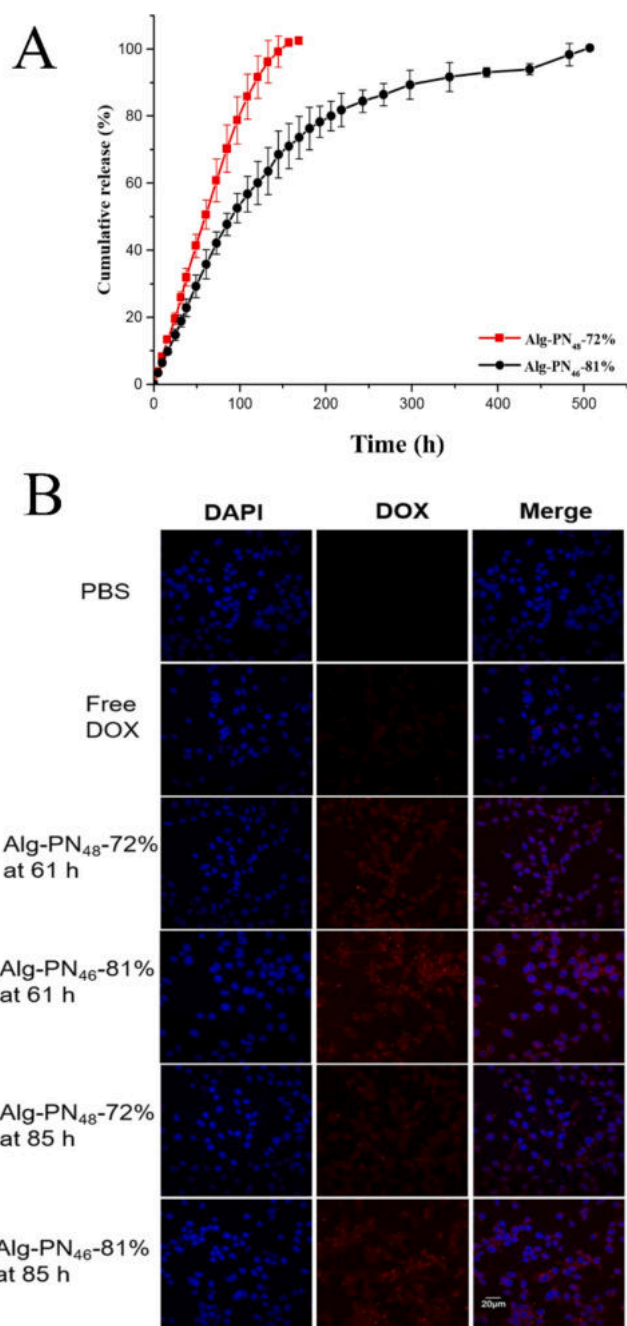 A
Cumulative release (%)
100
80
60
40
20
0
0 100 200 300 400 500
Time (h)
Alg-PN₄₈-72%
Alg-PN₄₆-81%
B
DAPI DOX Merge
PBS
Free
DOX
Alg-PN₄₈-72%
at 61 h
Alg-PN₄₆-81%
at 61 h
Alg-PN₄₈-72%
at 85 h
Alg-PN₄₆-81%
at 85 h
20μm